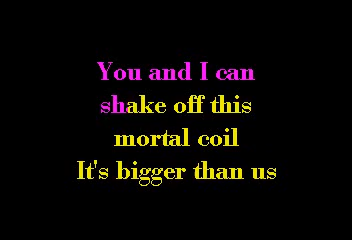 You and I can
shake off this
mortal coil
It's bigger than us